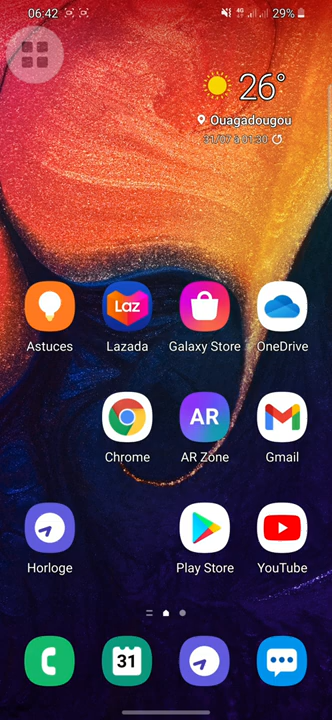 06:42
4G
29%
26°
Ouagadougou
31/07 à 01:30
Laz
Astuces
Lazada
Galaxy Store
OneDrive
AR
Chrome
AR Zone
Gmail
Horloge
Play Store
YouTube
31